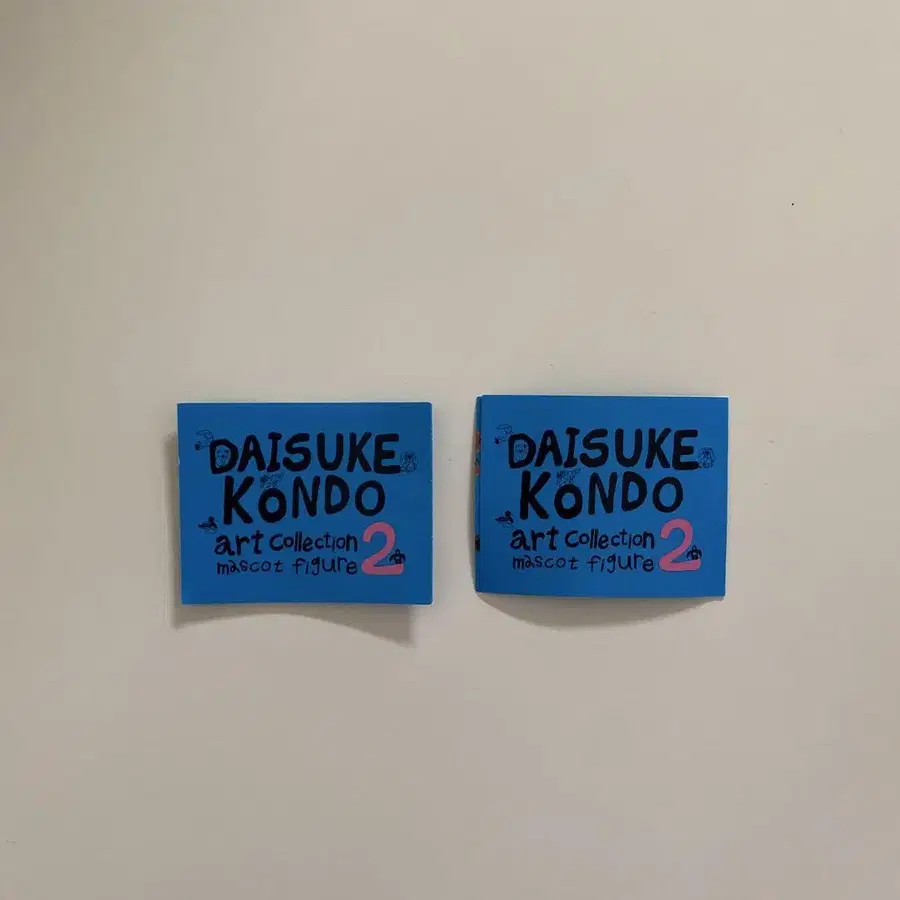 DAISUKE
KONDO
art collection 2
mascot figure
DAISUKE
KONDO
art collection 2
mascot figure